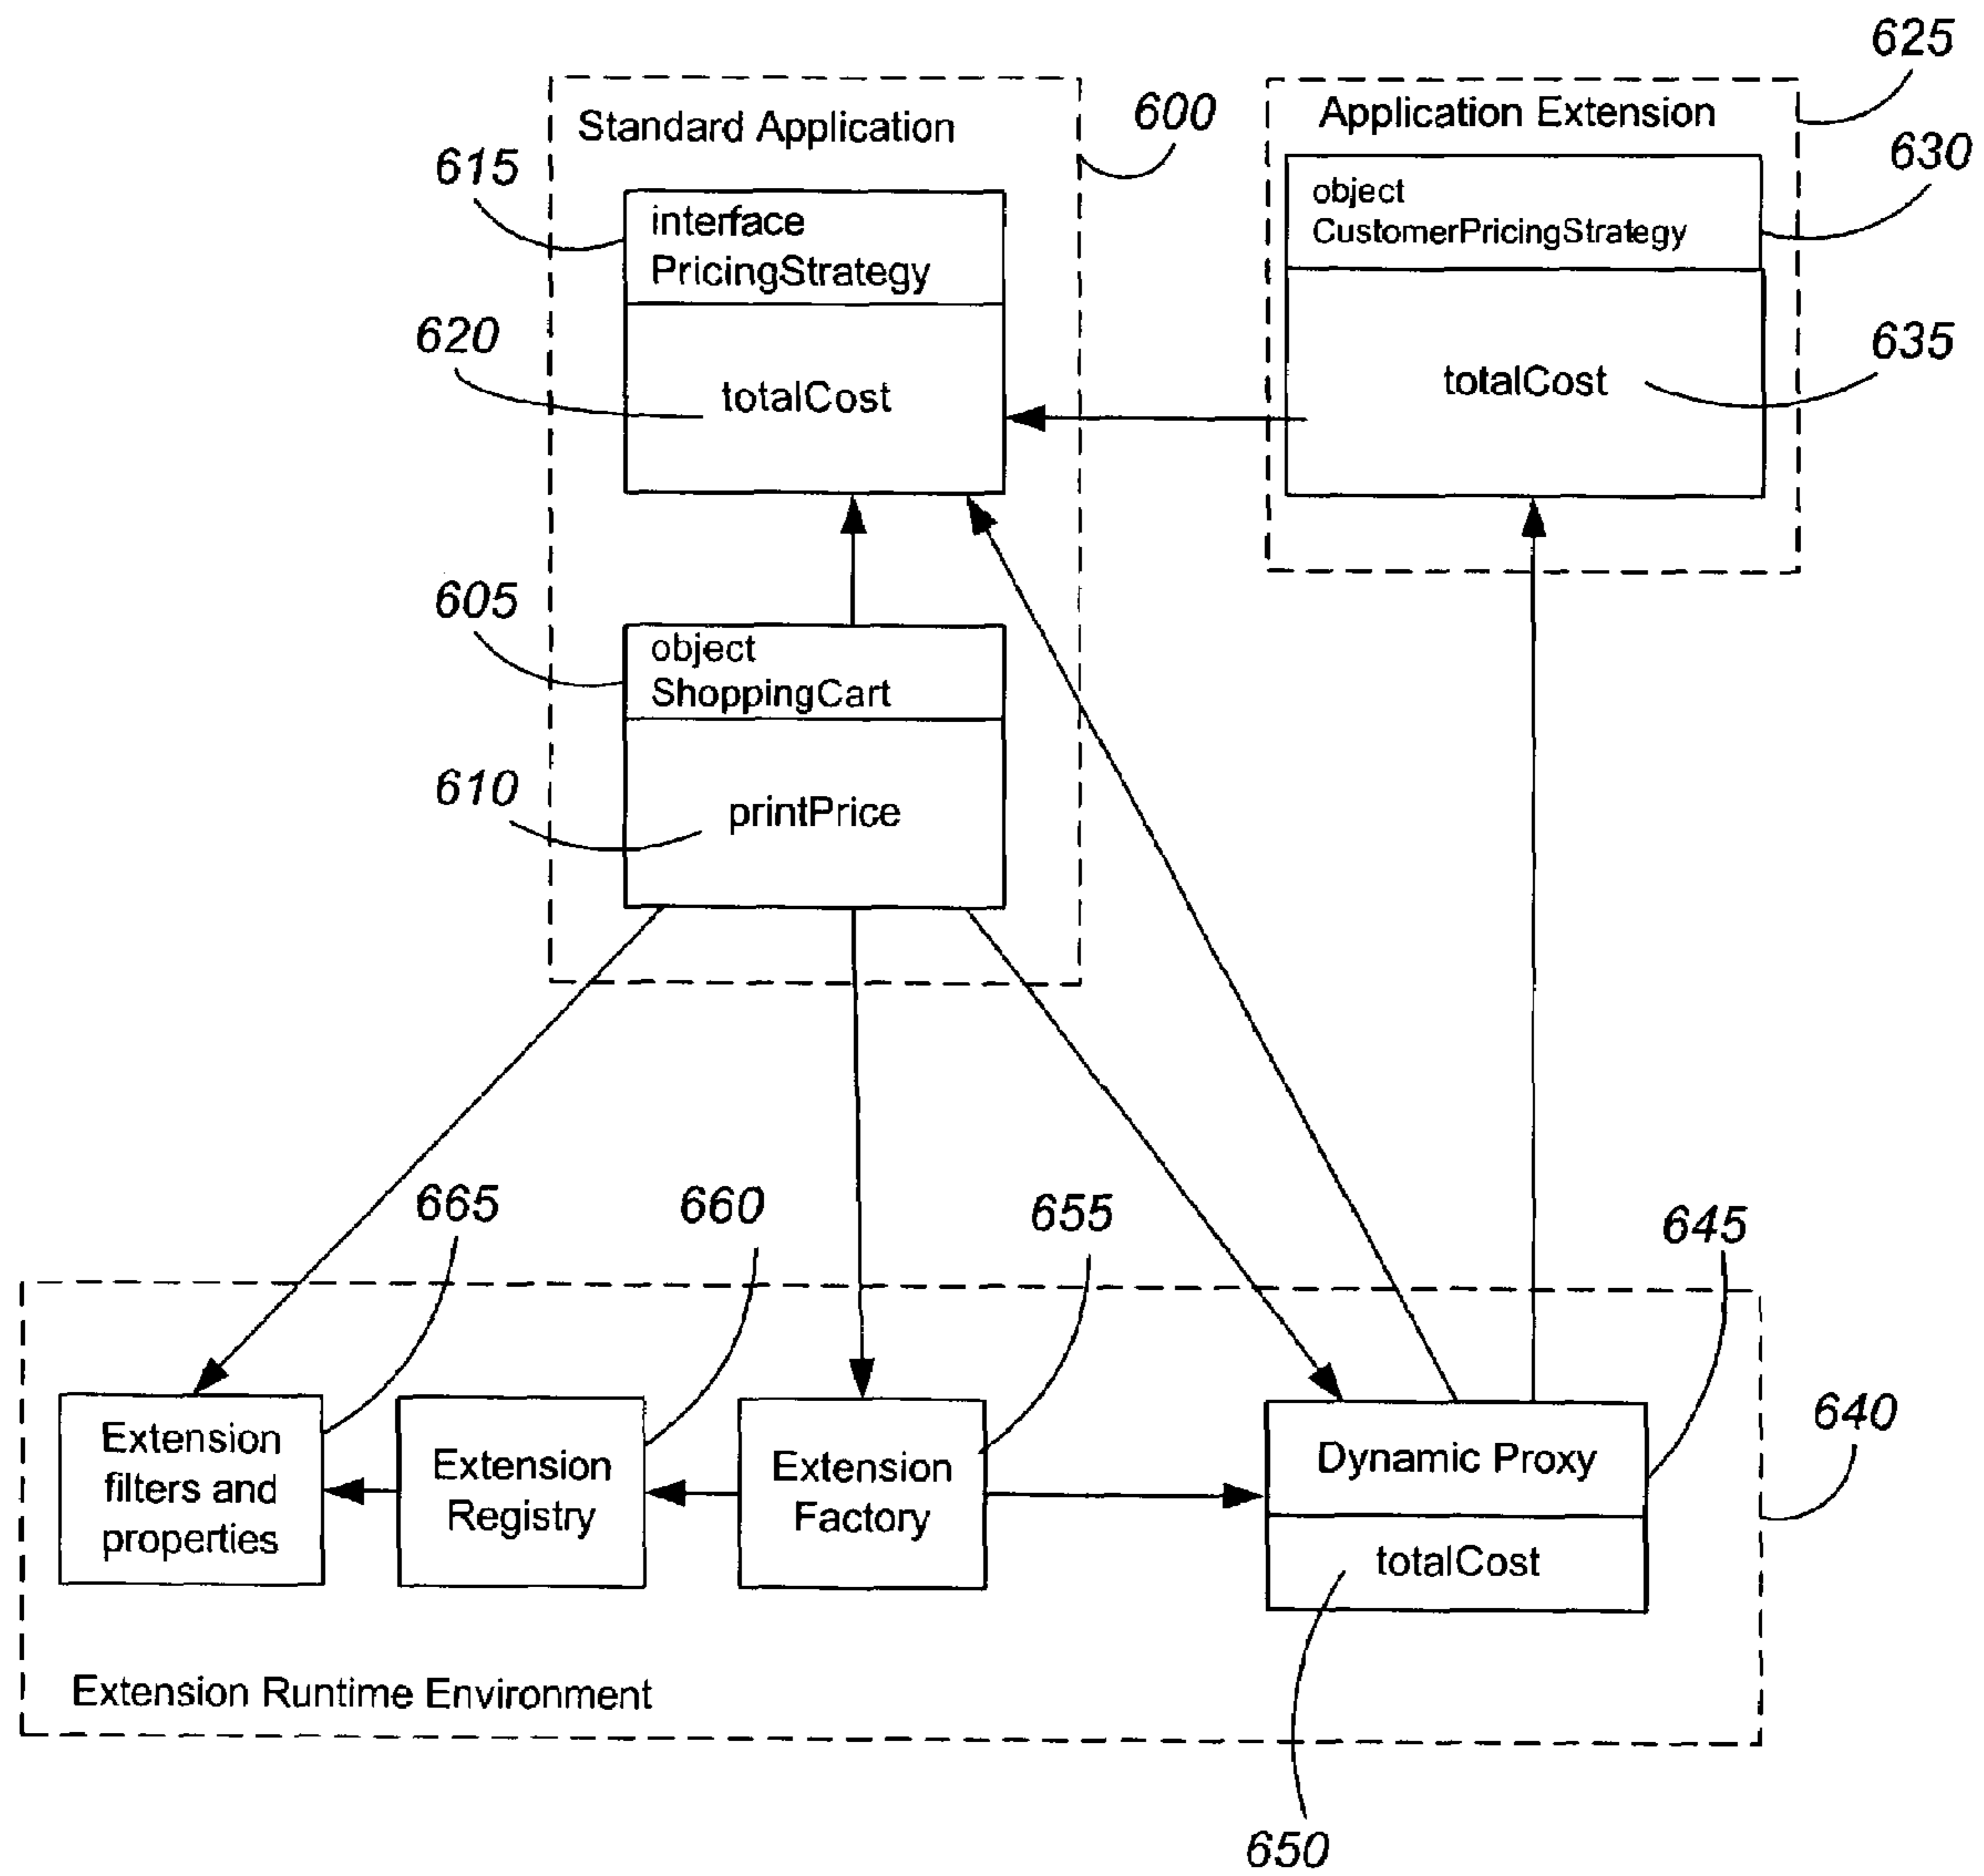 625
600
Standard Application
Application Extension
615
630
interface
PricingStrategy
object
CustomerPricingStrategy
620
635
totalCost
totalCost
605
object
ShoppingCart
610
printPrice
665
660
655
645
640
Extension
filters and
properties
Extension
Registry
Extension
Factory
Dynamic Proxy
totalCost
Extension Runtime Environment
650